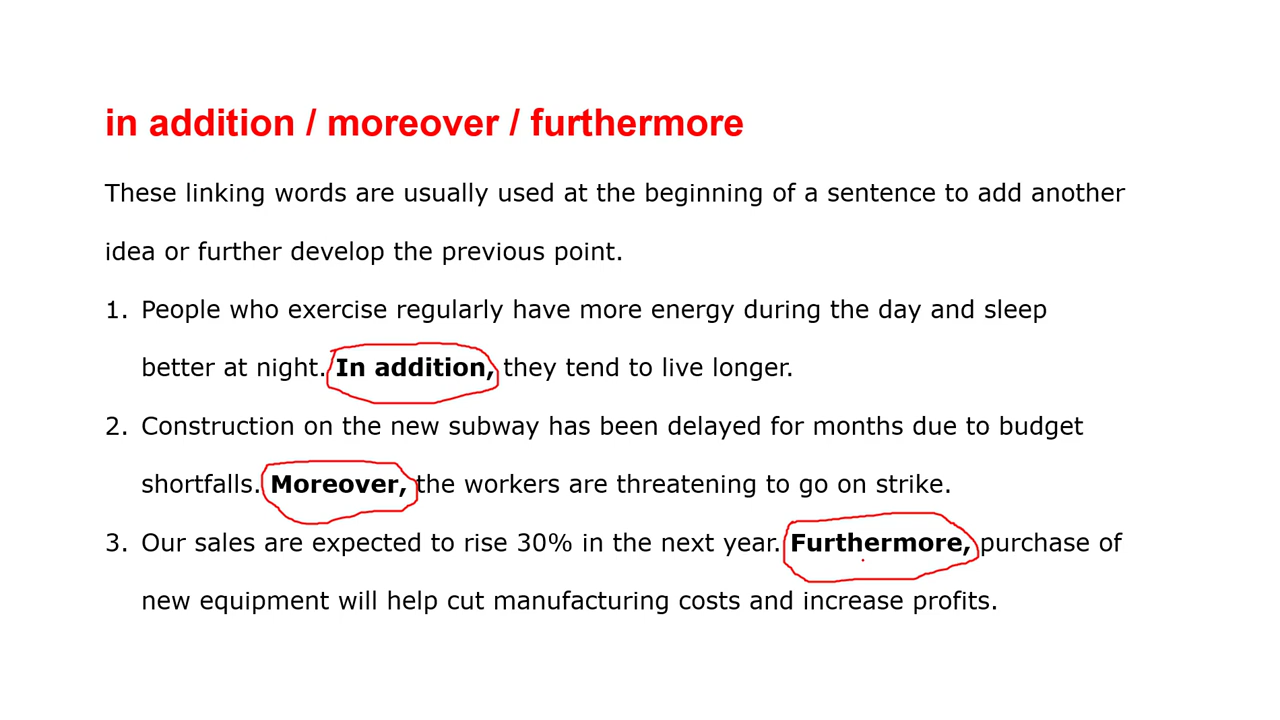 in addition / moreover / furthermore
These linking words are usually used at the beginning of a sentence to add another
idea or further develop the previous point.
1. People who exercise regularly have more energy during the day and sleep
better at night. In addition, they tend to live longer.
2. Construction on the new subway has been delayed for months due to budget
shortfalls. Moreover, the workers are threatening to go on strike.
3. Our sales are expected to rise 30% in the next year. Furthermore, purchase of
new equipment will help cut manufacturing costs and increase profits.